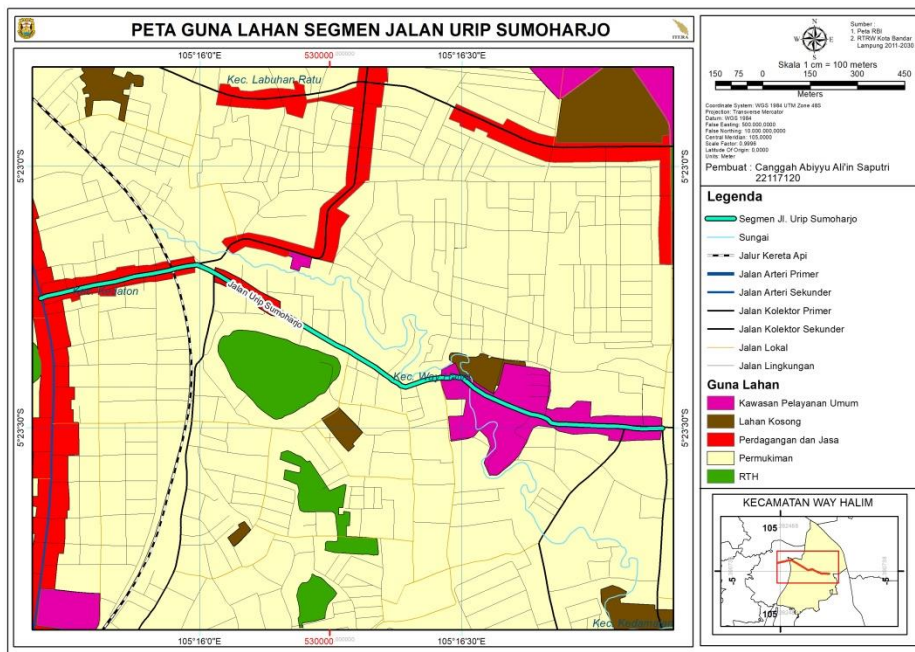 PETA GUNA LAHAN SEGMEN JALAN URIP SUMOHARJO
ITERA
105°16'0"E
530000
105°16'30"E
5°23'0"S
5°23'0"S
5°23'30"S
5°23'30"S
Kec. Labuhan Ratu
Jalan Urip Sumoharjo
Kec. Way
105°16'0"E
530000
105°16'30"E
N
W
E
S
Sumber :
1. Peta RBI
2. RTRW Kota Bandar
Lampung 2011-2030
Skala 1 cm = 100 meters
150 75 0 150 300 450
Meters
Coordinate System: WGS 1984 UTM Zone 48S
Projection: Transverse Mercator
Datum: WGS 1984
False Easting: 500.000,0000
False Northing: 10.000.000,0000
Central Meridian: 105,0000
Scale Factor: 0,9996
Latitude Of Origin: 0,0000
Units: Meter
Pembuat : Canggah Abiyyu Ali'in Saputri
22117120
Legenda
Segmen Jl. Urip Sumoharjo
Sungai
Jalur Kereta Api
Jalan Arteri Primer
Jalan Arteri Sekunder
Jalan Kolektor Primer
Jalan Kolektor Sekunder
Jalan Lokal
Jalan Lingkungan
Guna Lahan
Kawasan Pelayanan Umum
Lahan Kosong
Perdagangan dan Jasa
Permukiman
RTH
KECAMATAN WAY HALIM
105
-5
-5
105